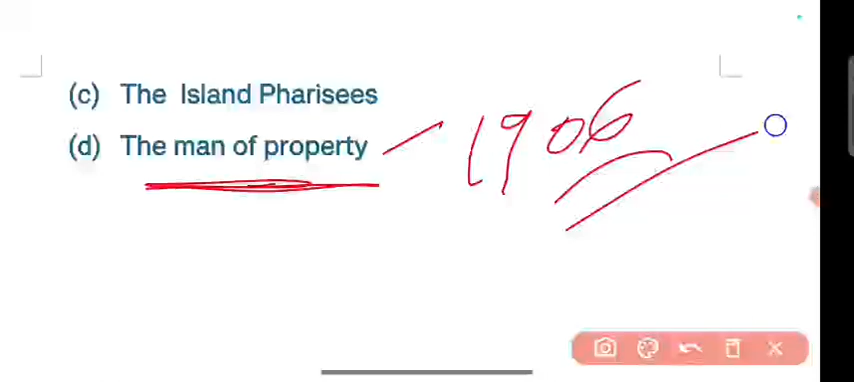 (c) The Island Pharisees
(d) The man of property 1906